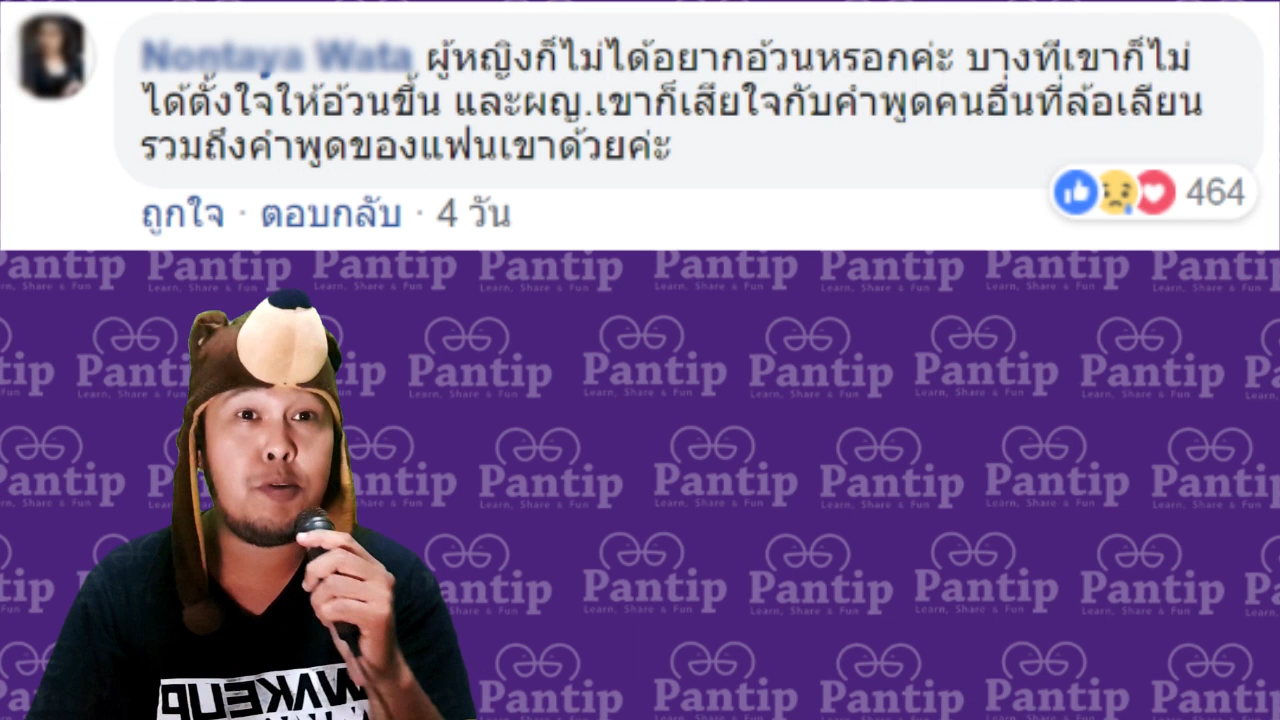 Nontaya Wata ผู้หญิงก็ไม่ได้อยากอ้วนหรอกค่ะ บางทีเขาก็ไม่
ได้ตั้งใจให้อ้วนขึ้น และผญ.เขาก็เสียใจกับคำพูดคนอื่นที่ล้อเลียน
รวมถึงคำพูดของแฟนเขาด้วยค่ะ
464
ถูกใจ · ตอบกลับ · 4 วัน
Pantip
Learn, Share & Fun
WAKEUP